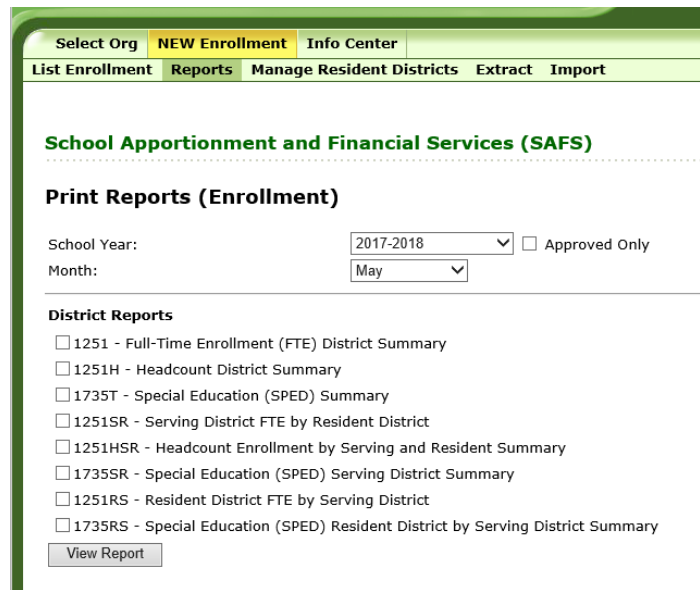 Select Org NEW Enrollment Info Center
List Enrollment Reports Manage Resident Districts Extract Import
School Apportionment and Financial Services (SAFS)
Print Reports (Enrollment)
School Year: 2017-2018 Approved Only
Month: May
District Reports
1251 - Full-Time Enrollment (FTE) District Summary
1251H - Headcount District Summary
1735T - Special Education (SPED) Summary
1251SR - Serving District FTE by Resident District
1251HSR - Headcount Enrollment by Serving and Resident Summary
1735SR - Special Education (SPED) Serving District Summary
1251RS - Resident District FTE by Serving District
1735RS - Special Education (SPED) Resident District by Serving District Summary
View Report